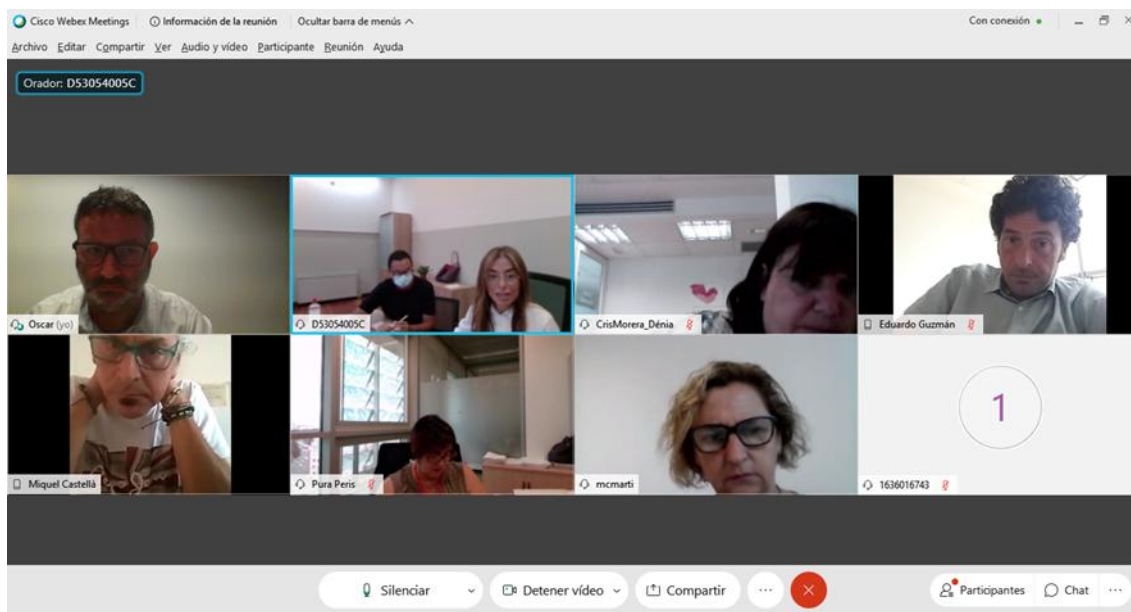 Cisco Webex Meetings Información de la reunión Ocultar barra de menús Con conexión
Archivo Editar Compartir Ver Audio y vídeo Participante Reunión Ayuda
Orador: D53054005C
Oscar (yo) D53054005C CrisMorera_Dénia Eduardo Guzmán
1
Miquel Castellà Pura Peris mcmarti 1636016743
Silenciar Detener vídeo Compartir Participantes Chat